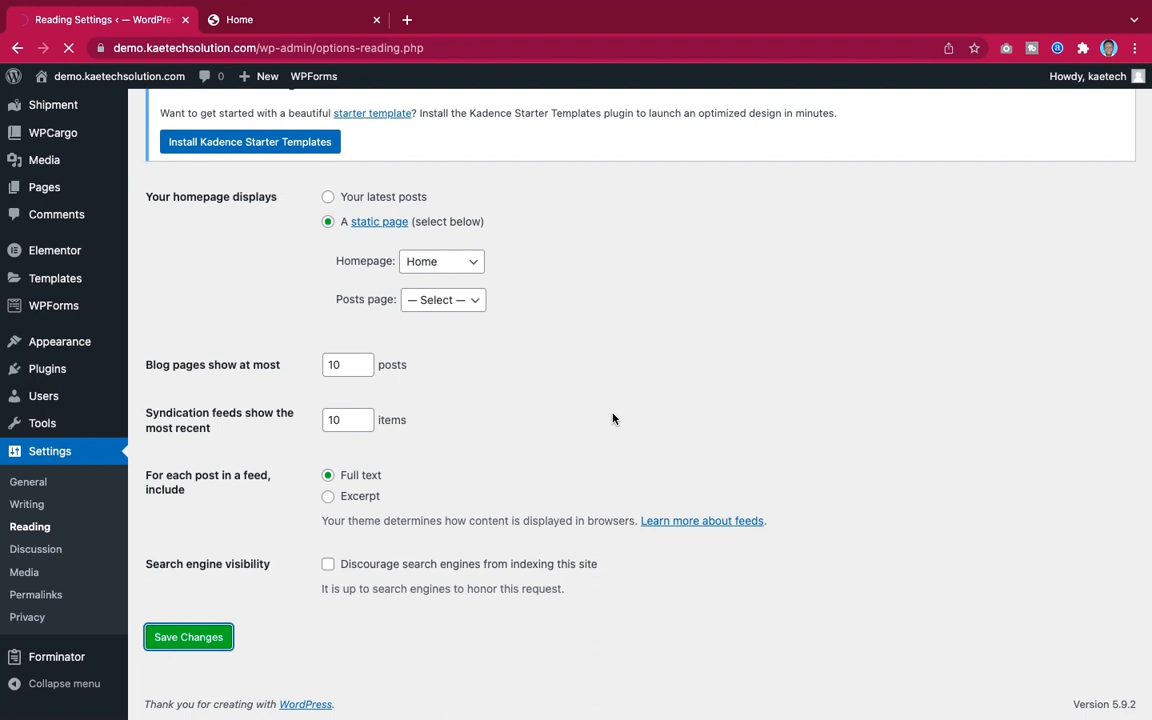 Reading Settings ‹ — WordPre
Home
demo.kaetechsolution.com/wp-admin/options-reading.php
demo.kaetechsolution.com
0
New
WPForms
Howdy, kaetech
Shipment
WPCargo
Media
Pages
Comments
Elementor
Templates
WPForms
Appearance
Plugins
Users
Tools
Settings
General
Writing
Reading
Discussion
Media
Permalinks
Privacy
Forminator
Collapse menu
Want to get started with a beautiful starter template? Install the Kadence Starter Templates plugin to launch an optimized design in minutes.
Install Kadence Starter Templates
Your homepage displays
Your latest posts
A static page (select below)
Homepage: Home
Posts page: — Select —
Blog pages show at most
10 posts
Syndication feeds show the
most recent
10 items
For each post in a feed,
include
Full text
Excerpt
Your theme determines how content is displayed in browsers. Learn more about feeds.
Search engine visibility
Discourage search engines from indexing this site
It is up to search engines to honor this request.
Save Changes
Thank you for creating with WordPress.
Version 5.9.2